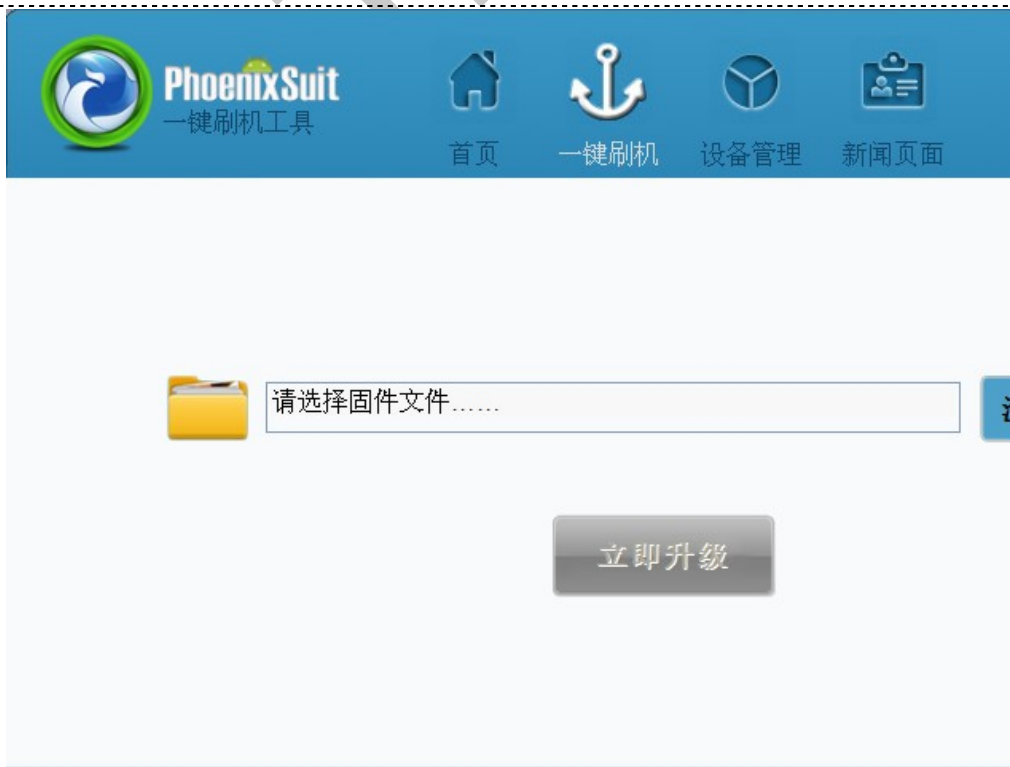 PhoenixSuit
一键刷机工具
首页
一键刷机
设备管理
新闻页面
请选择固件文件……
立即升级